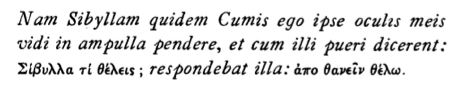 Nam Sibyllam quidem Cumis ego ipse oculis meis
vidi in ampulla pendere, et cum illi pueri dicerent:
Σίβυλλα τί θέλεις; respondebat illa: ἀπο θανεῖν θέλω.